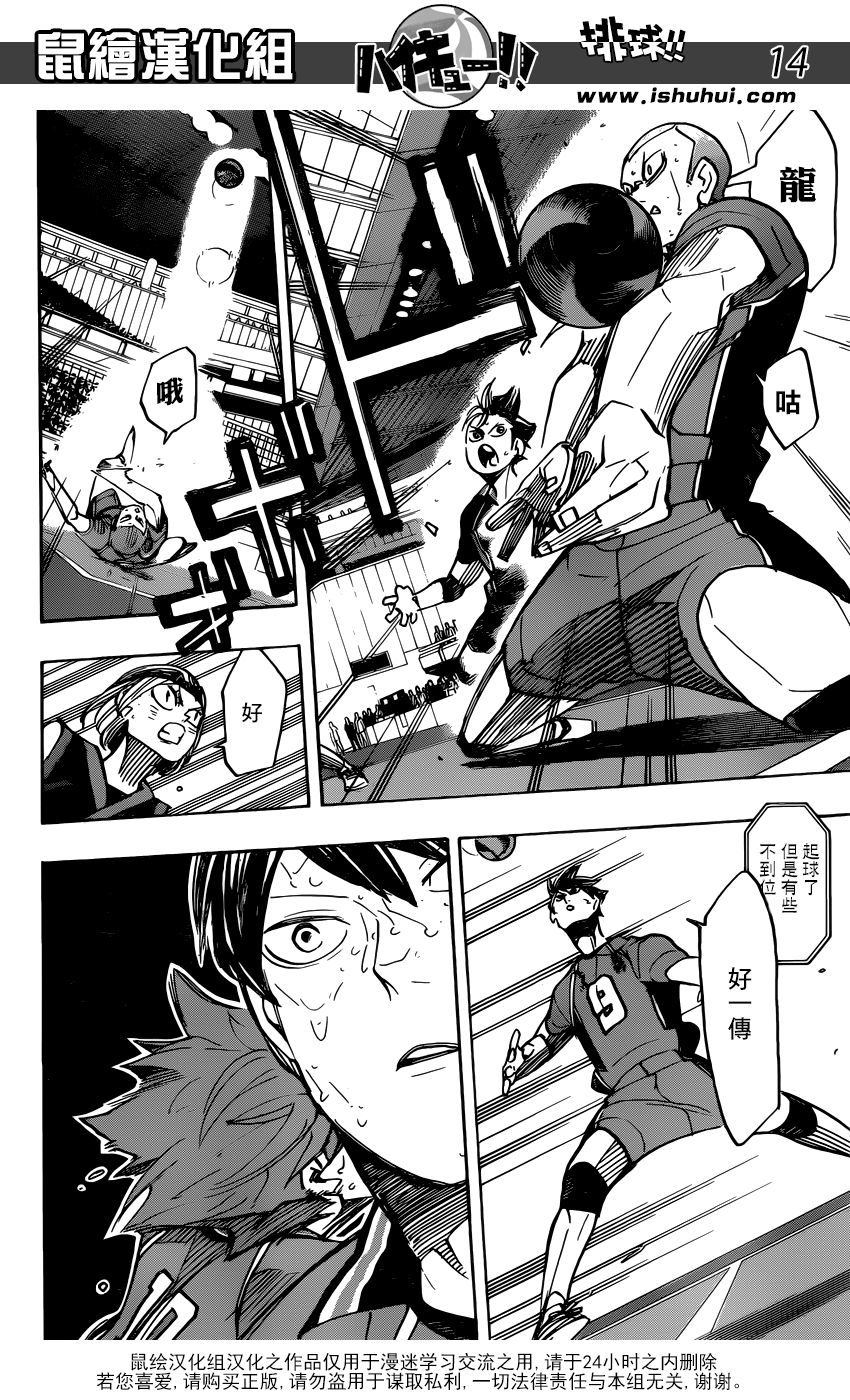 鼠繪漢化組
ハイキュー!!
排球!!
14
www.ishuhui.com
龍
咕
哦
ドギャ
好
起球了
但是有些
不到位
好一傳
9
鼠绘汉化组汉化之作品仅用于漫迷学习交流之用,请于24小时之内删除
若您喜爱,请购买正版,请勿盗用于谋取私利,一切法律责任与本组无关,谢谢。